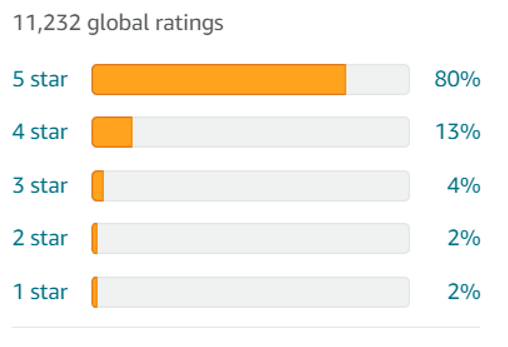 11,232 global ratings
5 star 80%
4 star 13%
3 star 4%
2 star 2%
1 star 2%